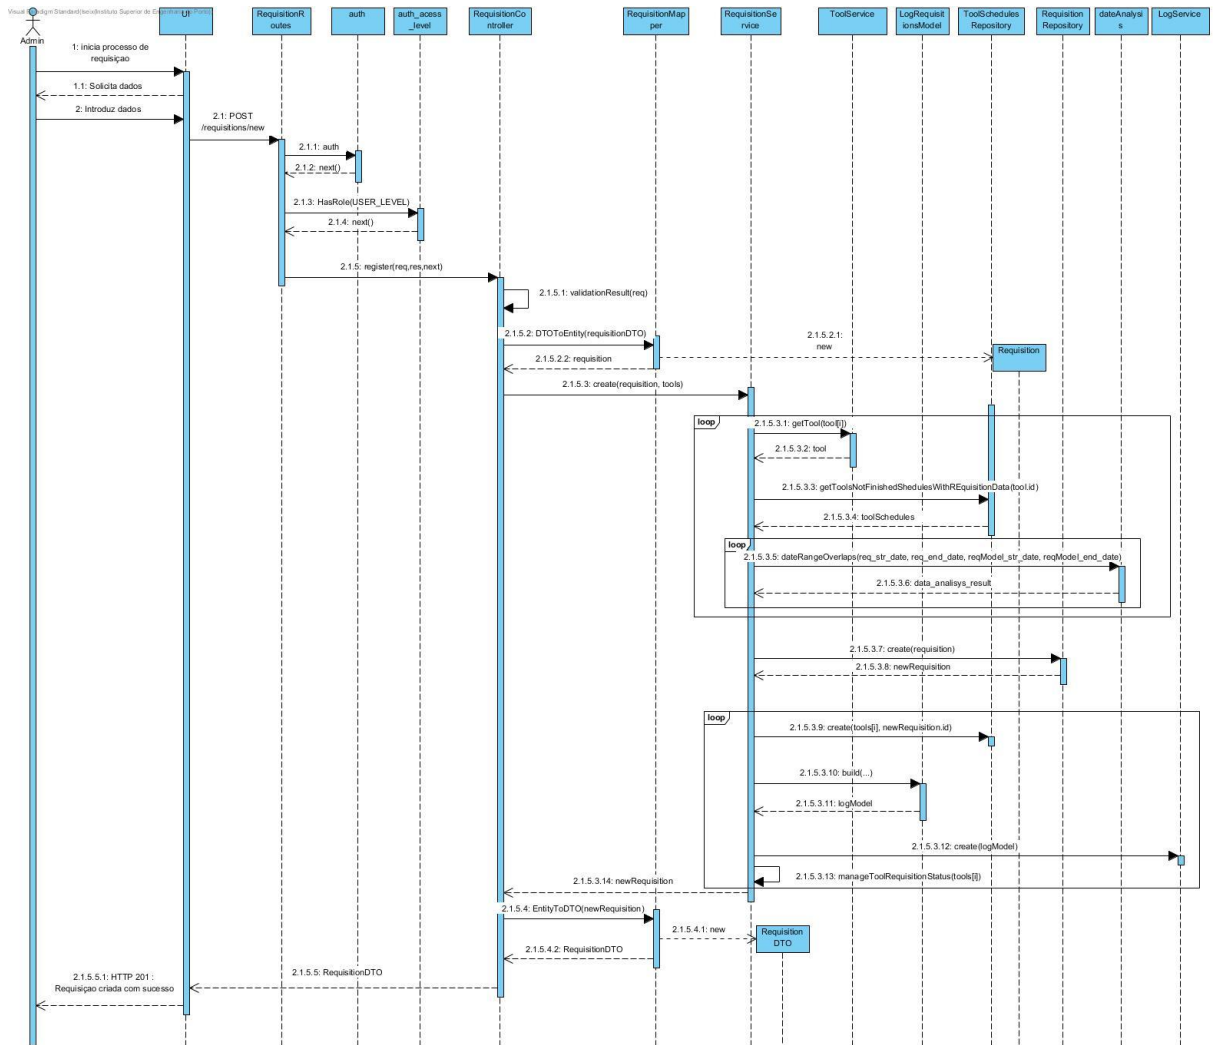 Visual Paradigm Standard(
Instituto Superior de Engenharia do Porto)
Admin
UI
RequisitionR
outes
auth
auth_acess
_level
RequisitionCo
ntroller
RequisitionMap
per
RequisitionSe
rvice
ToolService
LogRequisit
ionsModel
ToolSchedules
Repository
Requisition
Repository
dateAnalysi
s
LogService
1: inicia processo de
requisiçao
1.1: Solicita dados
2: Introduz dados
2.1: POST
/requisitions/new
2.1.1: auth
2.1.2: next()
2.1.3: HasRole(USER_LEVEL)
2.1.4: next()
2.1.5: register(req,res,next)
2.1.5.1: validationResult(req)
2.1.5.2: DTOToEntity(requisitionDTO)
2.1.5.2.1:
new
Requisition
2.1.5.2.2: requisition
2.1.5.3: create(requisition, tools)
loop
2.1.5.3.1: getTool(tool[i])
2.1.5.3.2: tool
2.1.5.3.3: getToolsNotFinishedShedulesWithREquisitionData(tool.id)
2.1.5.3.4: toolSchedules
loop
2.1.5.3.5: dateRangeOverlaps(req_str_date, req_end_date, reqModel_str_date, reqModel_end_date)
2.1.5.3.6: data_analisys_result
2.1.5.3.7: create(requisition)
2.1.5.3.8: newRequisition
loop
2.1.5.3.9: create(tools[i], newRequisition.id)
2.1.5.3.10: build(...)
2.1.5.3.11: logModel
2.1.5.3.12: create(logModel)
2.1.5.3.13: manageToolRequisitionStatus(tools[i])
2.1.5.3.14: newRequisition
2.1.5.4: EntityToDTO(newRequisition)
2.1.5.4.1: new
Requisition
DTO
2.1.5.4.2: RequisitionDTO
2.1.5.5: RequisitionDTO
2.1.5.5.1: HTTP 201 :
Requisiçao criada com sucesso